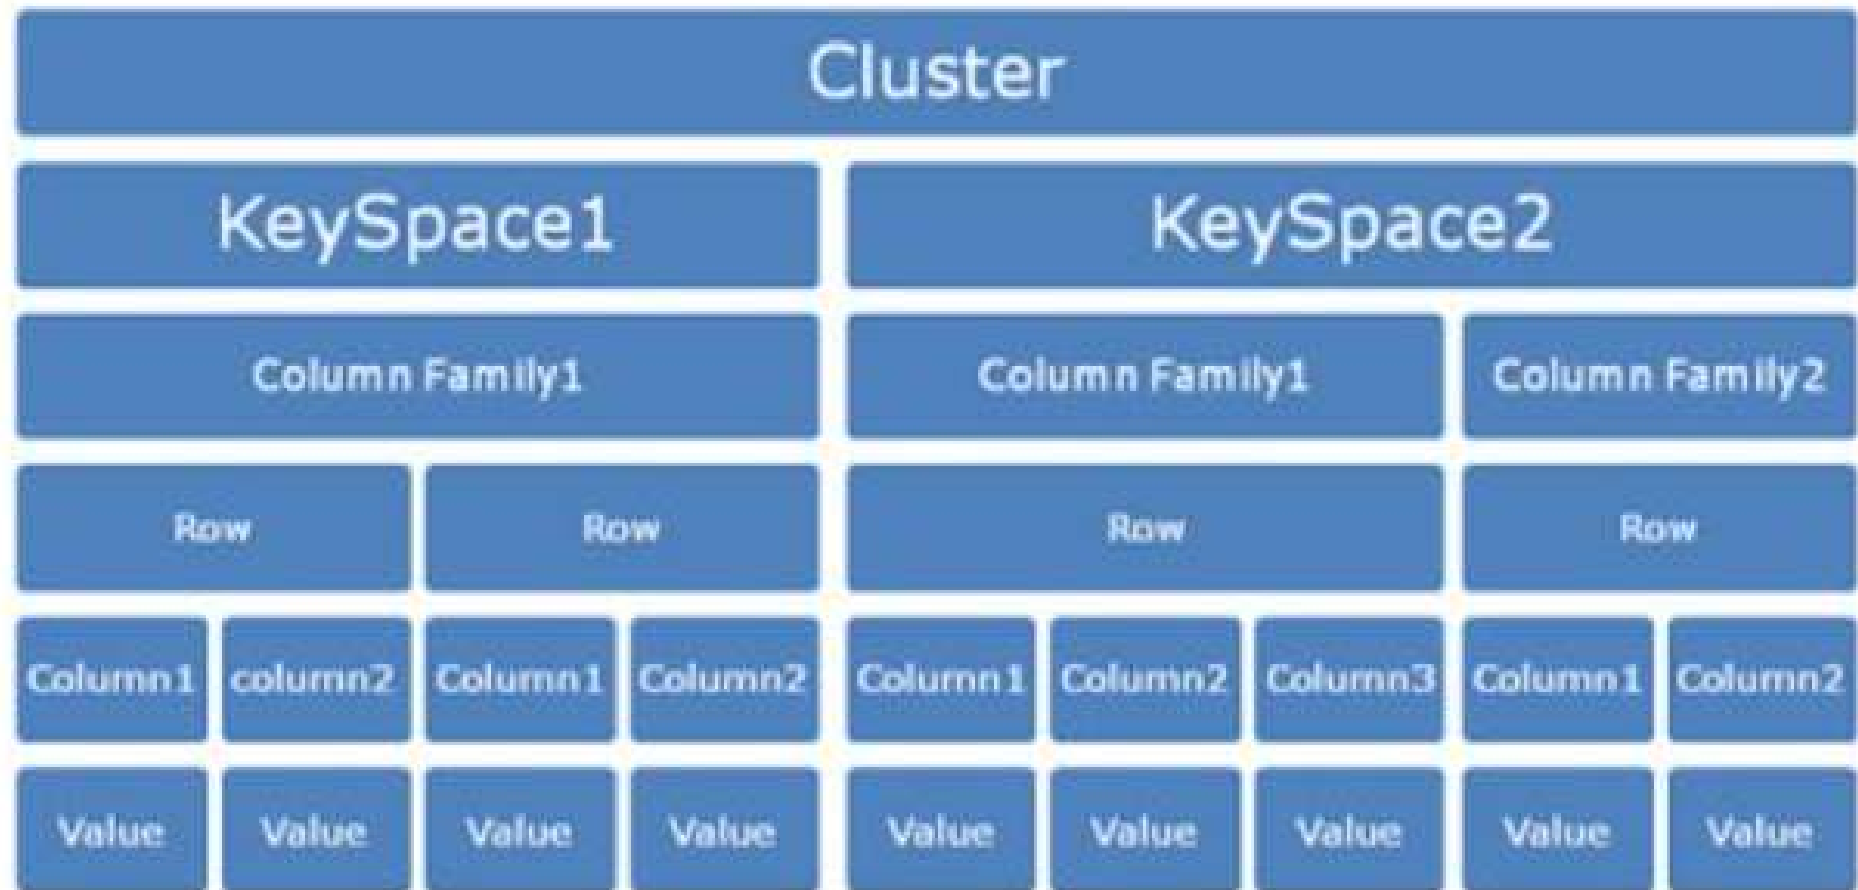 Cluster
KeySpace1 KeySpace2
Column Family1 Column Family1 Column Family2
Row Row Row Row
Column1 column2 Column1 Column2 Column1 Column2 Column3 Column1 Column2
Value Value Value Value Value Value Value Value Value